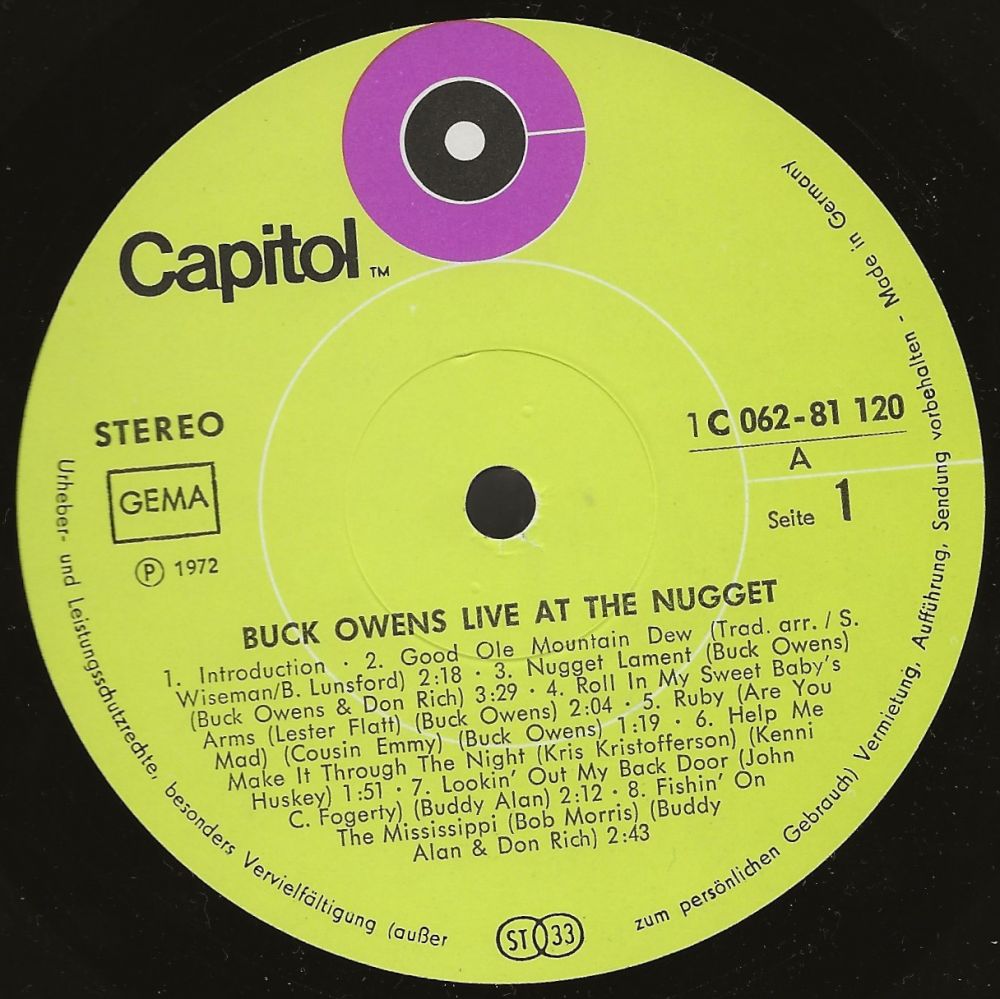 Capitol™
STEREO
GEMA
Ⓟ 1972
1C 062-81 120
A
Seite 1
BUCK OWENS LIVE AT THE NUGGET
1. Introduction · 2. Good Ole Mountain Dew (Trad. arr. / S.
Wiseman/B. Lunsford) 2:18 · 3. Nugget Lament (Buck Owens)
(Buck Owens & Don Rich) 3:29 · 4. Roll In My Sweet Baby's
Arms (Lester Flatt) (Buck Owens) 2:04 · 5. Ruby (Are You
Mad) (Cousin Emmy) (Buck Owens) 1:19 · 6. Help Me
Make It Through The Night (Kris Kristofferson) (Kenni
Huskey) 1:51 · 7. Lookin' Out My Back Door (John
C. Fogerty) (Buddy Alan) 2:12 · 8. Fishin' On
The Mississippi (Bob Morris) (Buddy
Alan & Don Rich) 2:43
ST 33
Urheber- und Leistungsschutzrechte, besonders Vervielfältigung (außer zum persönlichen Gebrauch) Vermietung, Aufführung, Sendung vorbehalten - Made in Germany